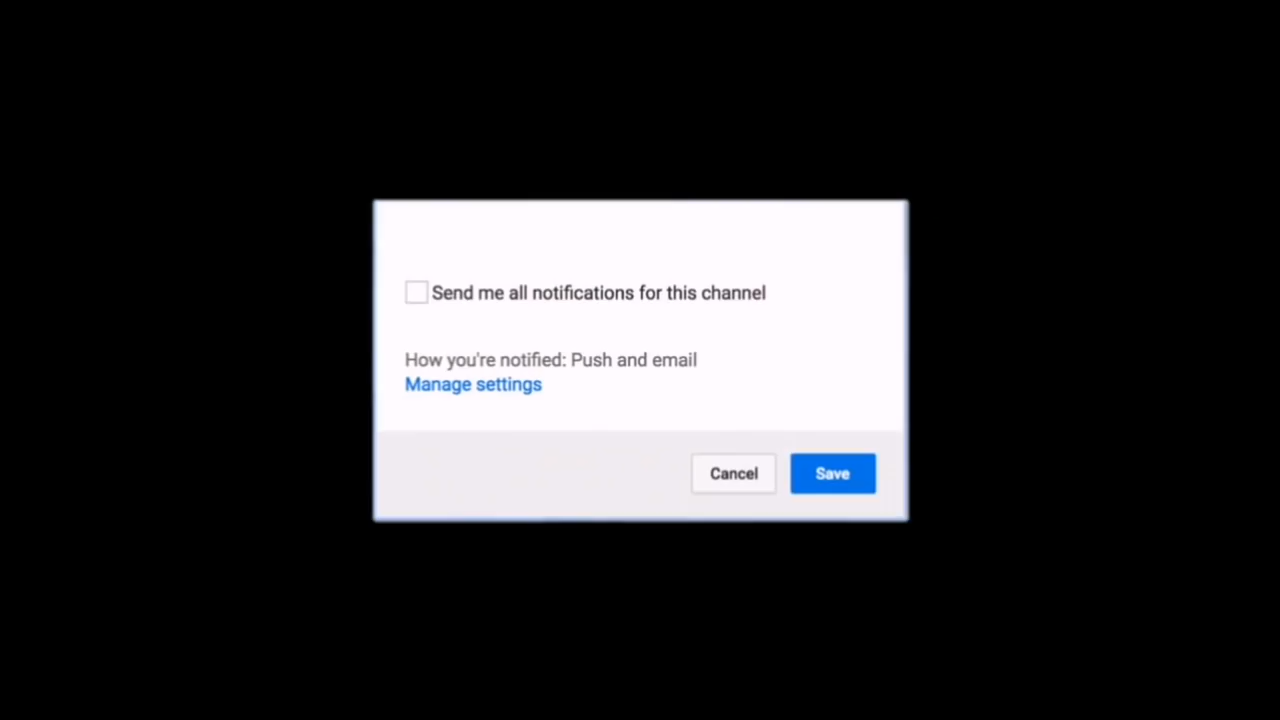 Send me all notifications for this channel
How you're notified: Push and email
Manage settings
Cancel Save